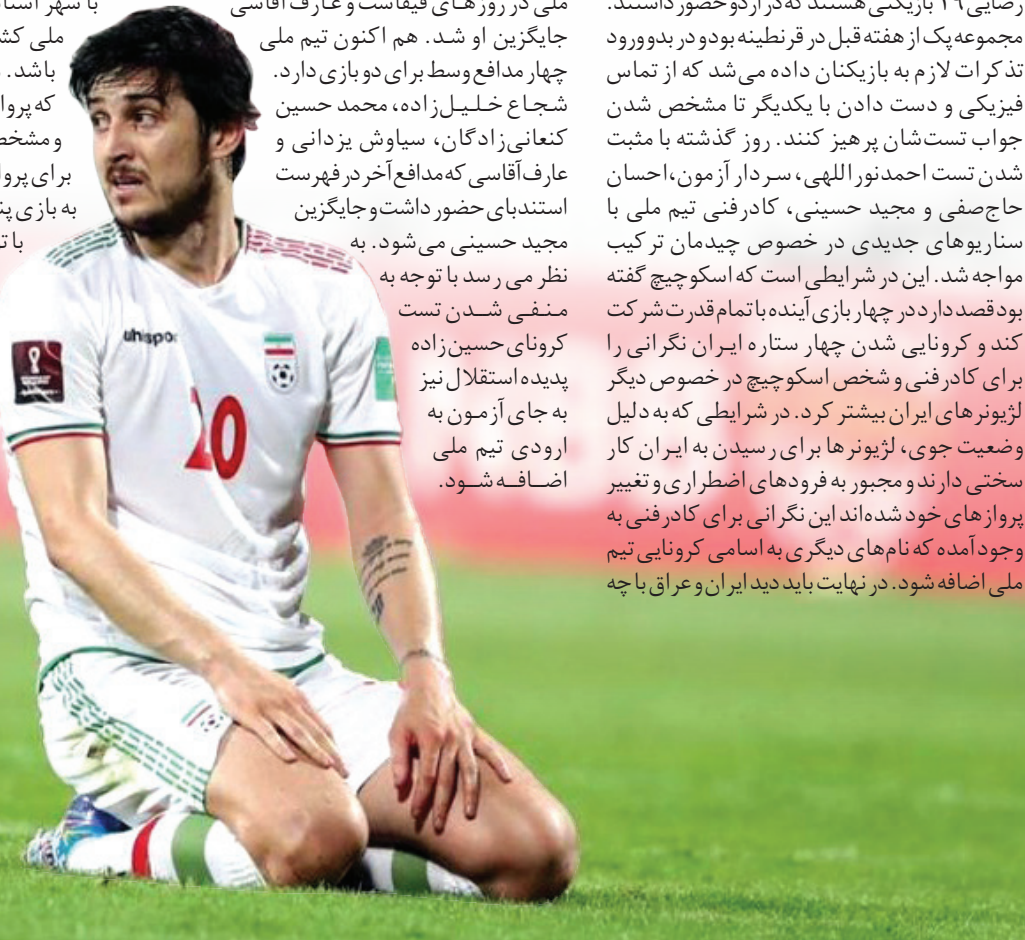 رضایی ۲۹ بازیکنی هستند که در اردو حضور داشتند.
مجموعه پک از هفته قبل در قرنطینه بود و در بدو ورود
تذکرات لازم به بازیکنان داده می‌شد که از تماس
فیزیکی و دست دادن با یکدیگر تا مشخص شدن
جواب تست‌شان پرهیز کنند. روز گذشته با مثبت
شدن تست احمد نوراللهی، سردار آزمون، احسان
حاج‌صفی و مجید حسینی، کادر فنی تیم ملی با
سناریوهای جدیدی در خصوص چیدمان ترکیب
مواجه شد. این در شرایطی است که اسکوچیچ گفته
بود قصد دارد در چهار بازی آینده با تمام قدرت شرکت
کند و کرونایی شدن چهار ستاره ایران نگرانی را
برای کادر فنی و شخص اسکوچیچ در خصوص دیگر
لژیونرهای ایران بیشتر کرد. در شرایطی که به دلیل
وضعیت جوی، لژیونرها برای رسیدن به ایران کار
سختی دارند و مجبور به فرودهای اضطراری و تغییر
پروازهای خود شده‌اند این نگرانی برای کادر فنی به
وجود آمده که نام‌های دیگری به اسامی کرونایی تیم
ملی اضافه شود. در نهایت باید دید ایران و عراق با چه
ملی در روزهای فیفاست و عارف آقاسی
جایگزین او شد. هم اکنون تیم ملی
چهار مدافع وسط برای دو بازی دارد.
شجاع خلیل‌زاده، محمد حسین
کنعانی‌زادگان، سیاوش یزدانی و
عارف آقاسی که مدافع آخر در فهرست
استندبای حضور داشت و جایگزین
مجید حسینی می‌شود. به
نظر می رسد با توجه به
منفی شدن تست
کرونای حسین‌زاده
پدیده استقلال نیز
به جای آزمون به
ارودی تیم ملی
اضافه شود.
با شهر
ملی
باشد.
که
و
برای
به بازی
uhlsport
20